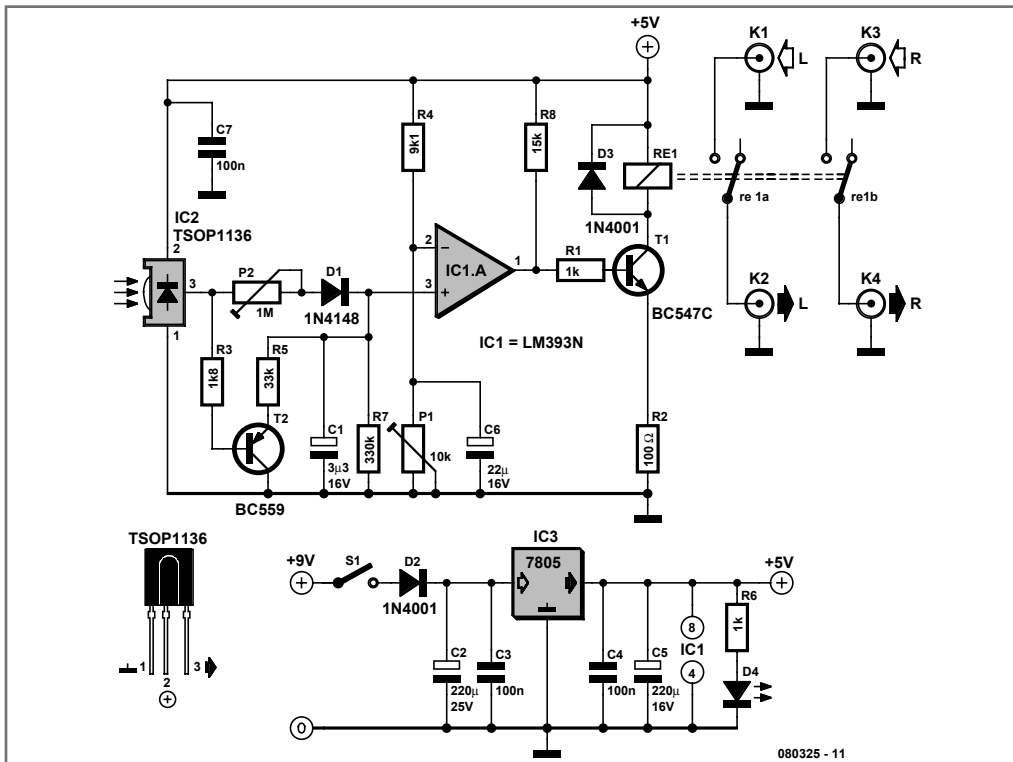 +5V
K1
K3
L
R
R4
9k1
R8
15k
C7
100n
D3
RE1
1N4001
re 1a
re1b
IC2
TSOP1136
2
3
1
P2
1M
D1
1N4148
2
3
1
IC1.A
R1
1k
T1
BC547C
K2
L
K4
R
IC1 = LM393N
R3
1k8
R5
33k
T2
BC559
C1
3µ3
16V
R7
330k
P1
10k
C6
22µ
16V
R2
100 Ω
TSOP1136
1
2
3
+9V
S1
D2
1N4001
IC3
7805
+5V
C2
220µ
25V
C3
100n
C4
100n
C5
220µ
16V
8
IC1
4
R6
1k
D4
0
080325 - 11